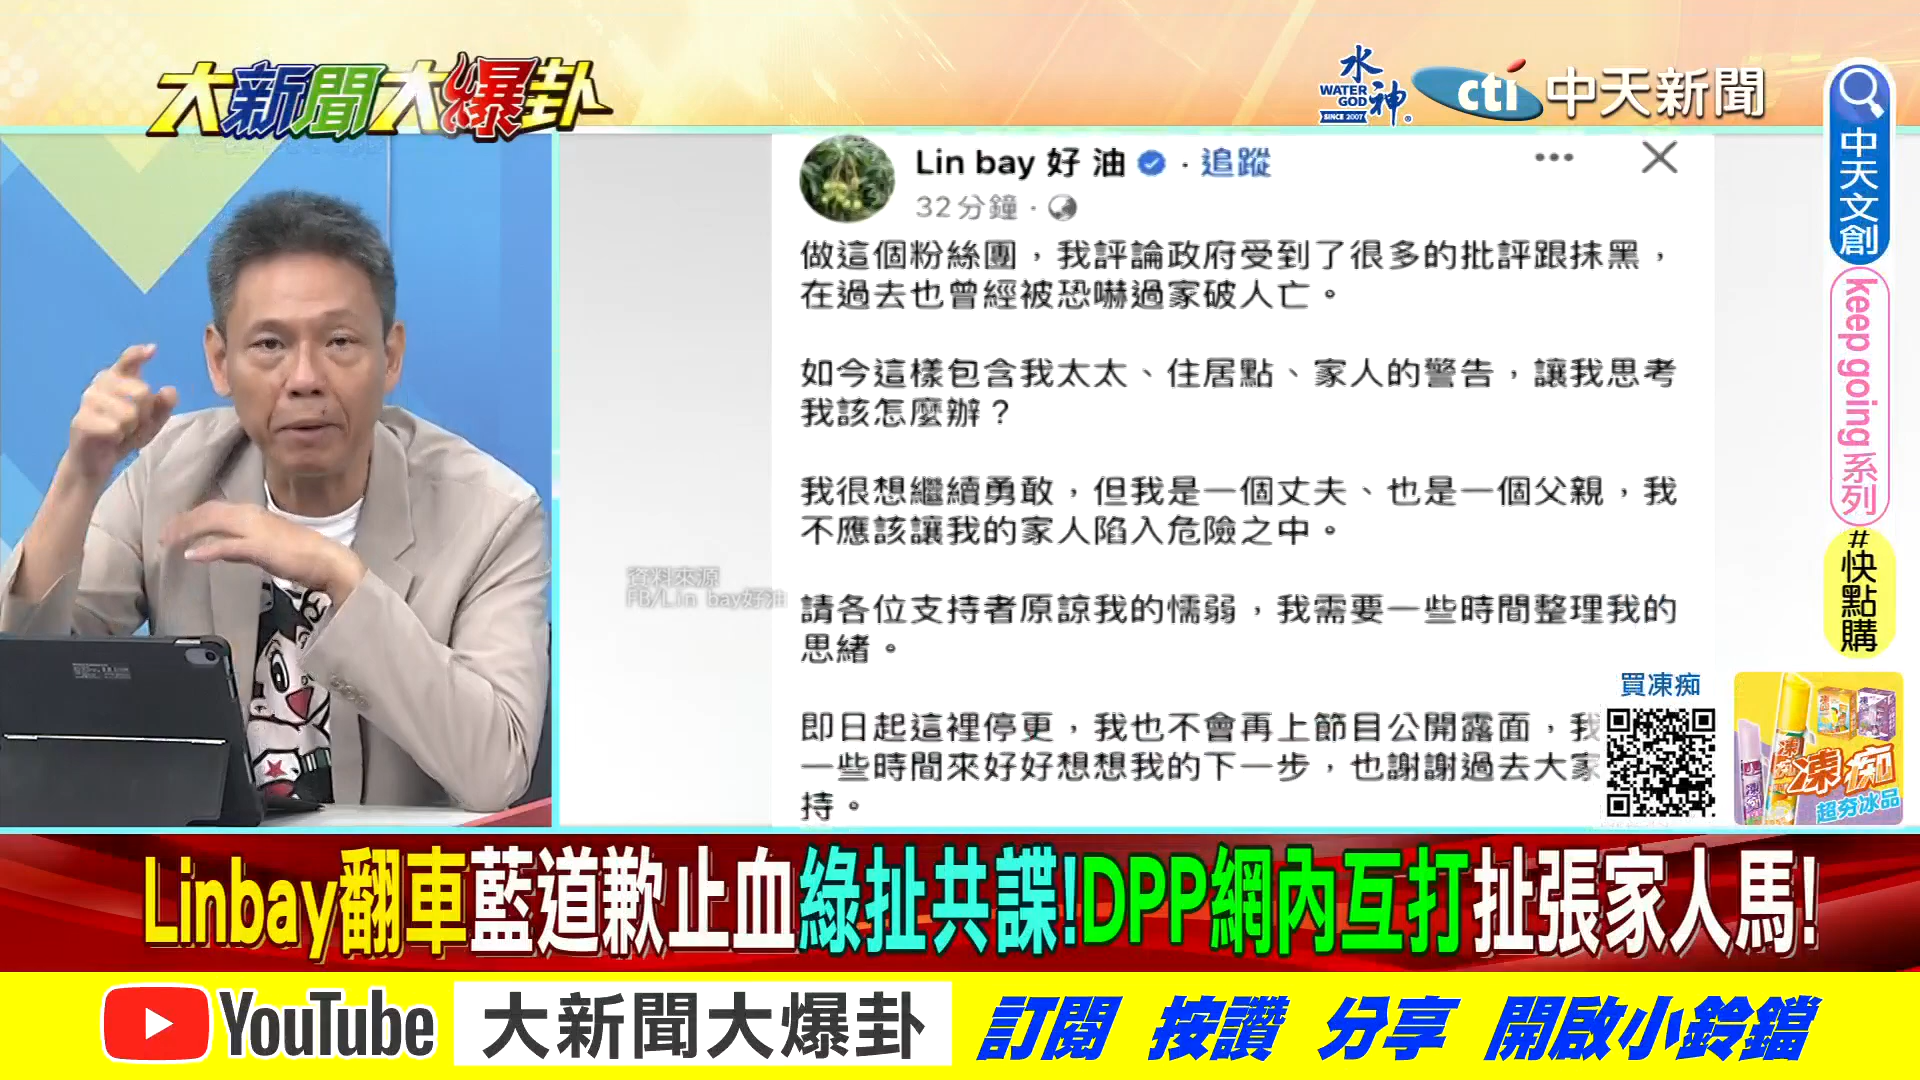 大新聞大爆卦
水神
WATER GOD
SINCE 2007
cti 中天新聞
中天文創
keep going 系列
#快點購
Lin bay 好 油 · 追蹤
32分鐘 ·
做這個粉絲團，我評論政府受到了很多的批評跟抹黑，
在過去也曾經被恐嚇過家破人亡。
如今這樣包含我太太、住居點、家人的警告，讓我思考
我該怎麼辦？
我很想繼續勇敢，但我是一個丈夫、也是一個父親，我
不應該讓我的家人陷入危險之中。
請各位支持者原諒我的懦弱，我需要一些時間整理我的
思緒。
即日起這裡停更，我也不會再上節目公開露面，我
一些時間來好好想想我的下一步，也謝謝過去大家
持。
資料來源
FB/Lin bay好油
買凍痴
凍痴
超夯冰品
Linbay翻車藍道歉止血綠扯共諜!DPP網內互打扯張家人馬!
YouTube 大新聞大爆卦 訂閱 按讚 分享 開啟小鈴鐺